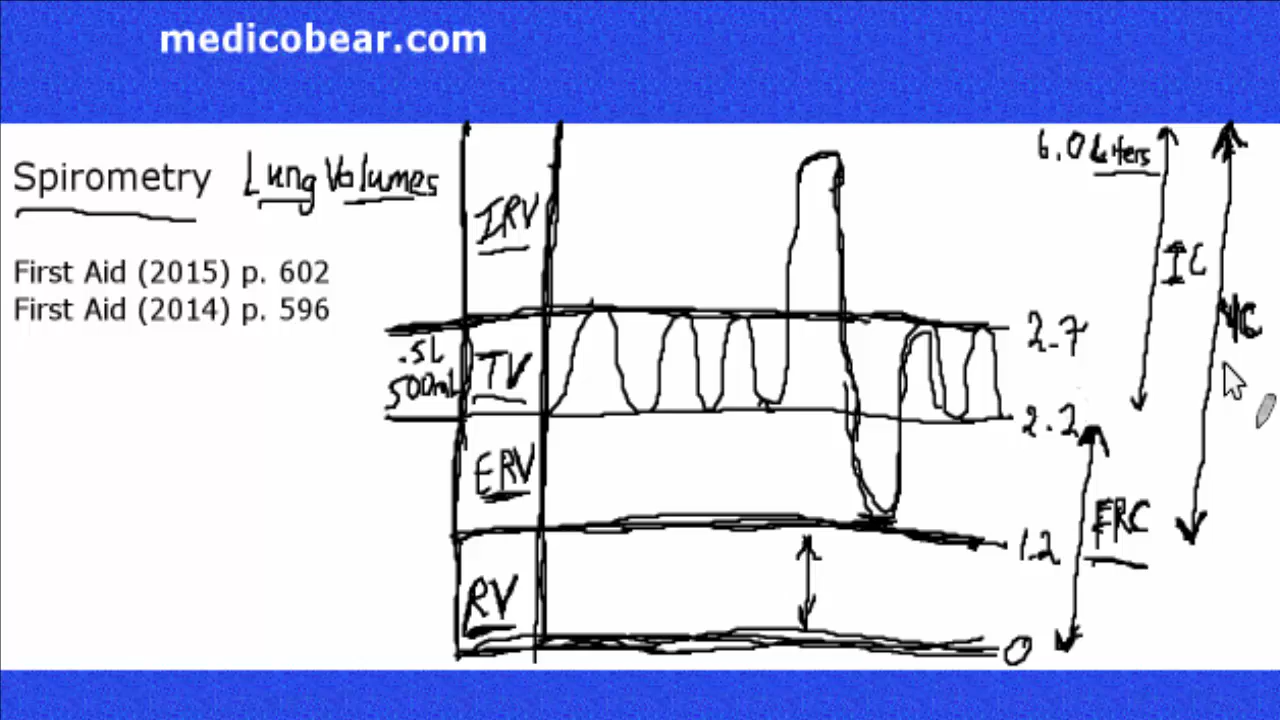 medicobear.com
Spirometry Lung Volumes
First Aid (2015) p. 602
First Aid (2014) p. 596
6.0 Liters
IRV
IC
VC
2.7
.5L
500mL
TV
2.2
ERV
FRC
1.2
RV
0